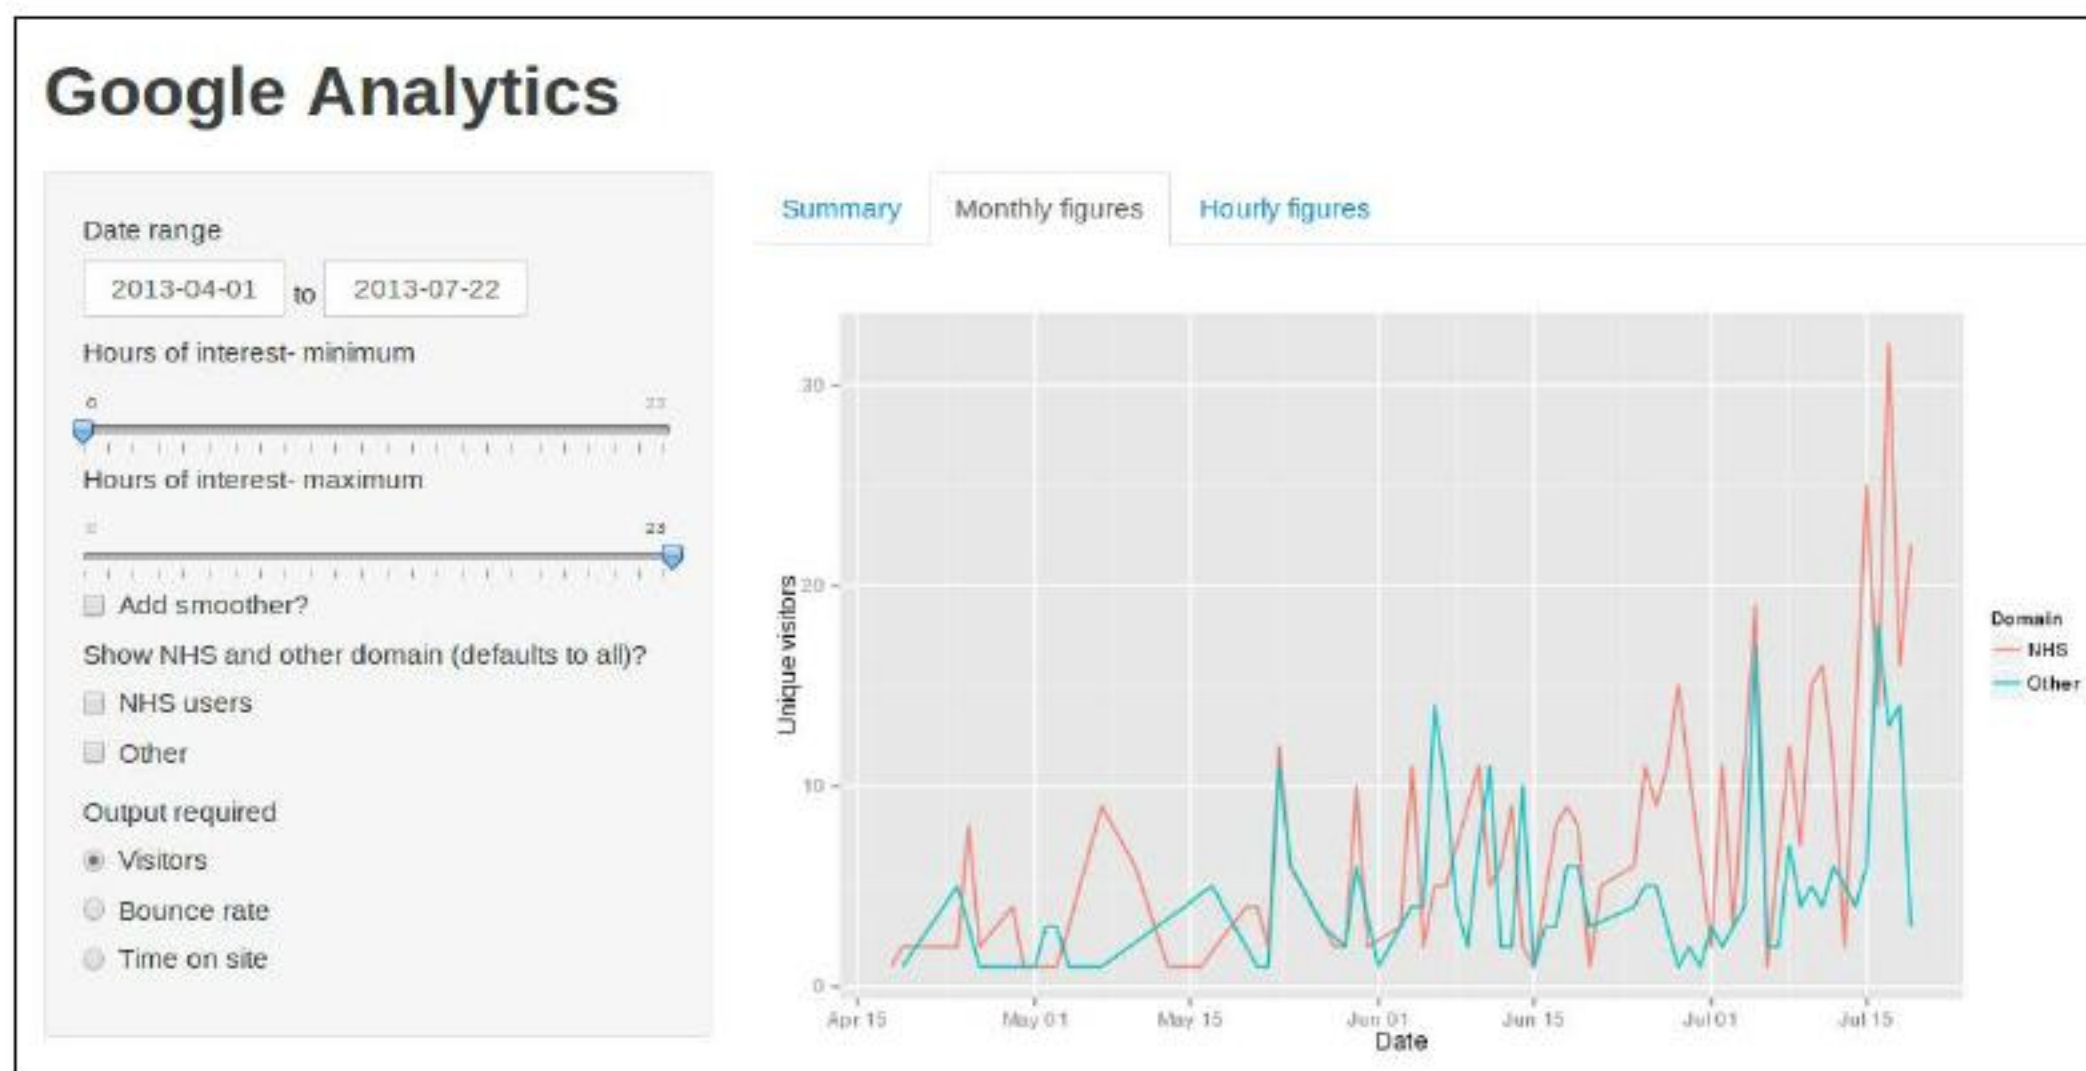 Google Analytics
Date range
2013-04-01 to 2013-07-22
Hours of interest- minimum
0 23
Hours of interest- maximum
23
Add smoother?
Show NHS and other domain (defaults to all)?
NHS users
Other
Output required
Visitors
Bounce rate
Time on site
Summary Monthly figures Hourly figures
30
20
10
0
Unique visitors
Apr 15 May 01 May 15 Jun 01 Jun 15 Jul 01 Jul 15
Date
Domain
NHS
Other